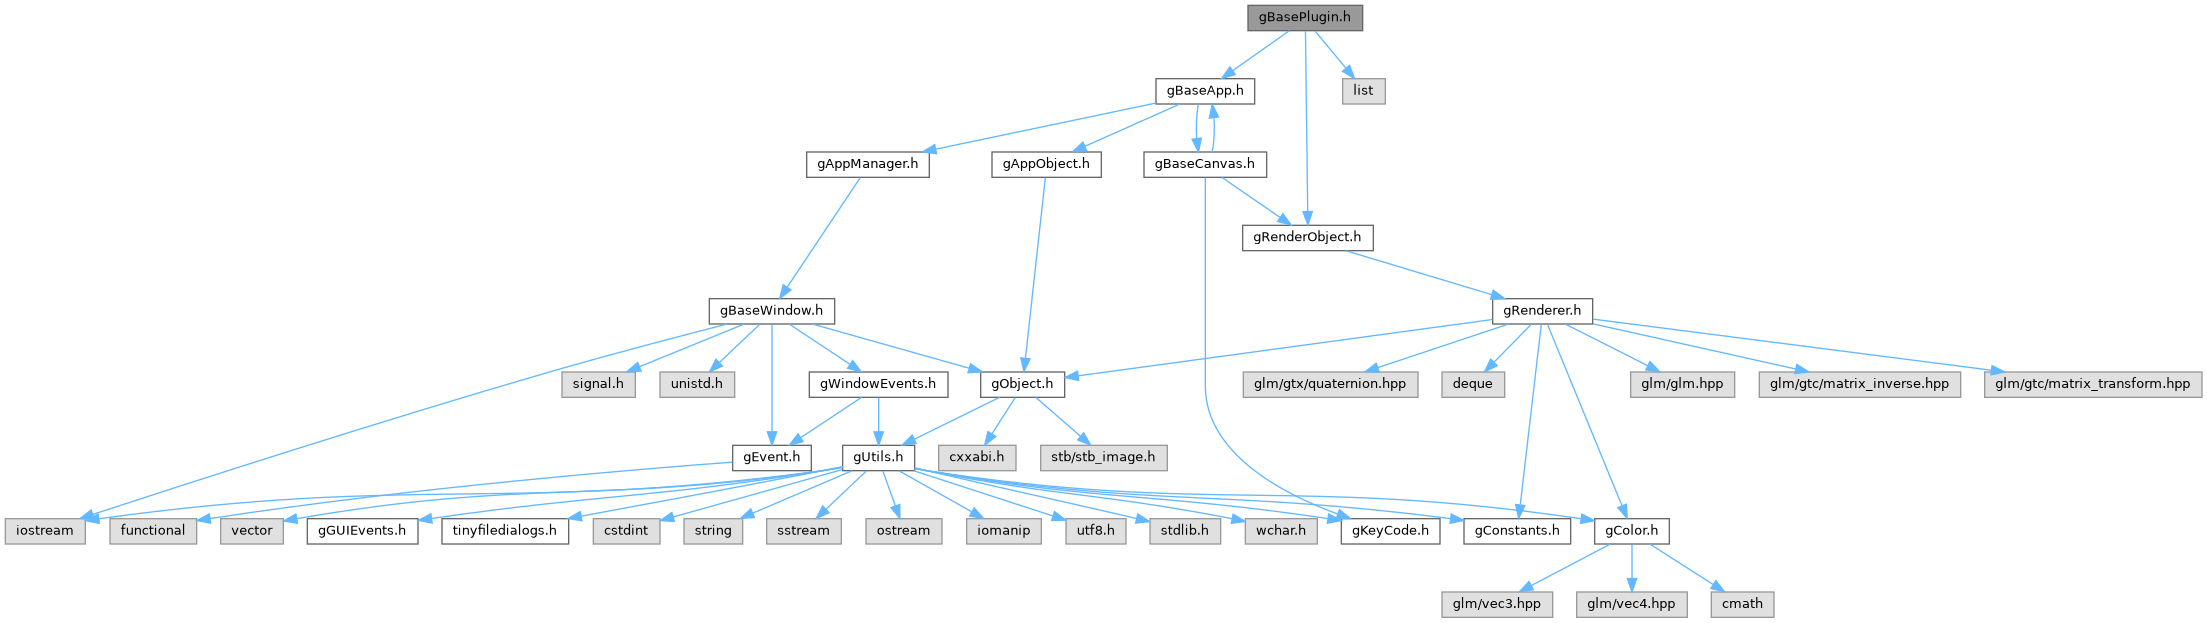 gBasePlugin.h
gBaseApp.h
list
gAppManager.h
gAppObject.h
gBaseCanvas.h
gRenderObject.h
gBaseWindow.h
gRenderer.h
signal.h
unistd.h
gWindowEvents.h
gObject.h
glm/gtx/quaternion.hpp
deque
glm/glm.hpp
glm/gtc/matrix_inverse.hpp
glm/gtc/matrix_transform.hpp
gEvent.h
gUtils.h
cxxabi.h
stb/stb_image.h
iostream
functional
vector
gGUIEvents.h
tinyfiledialogs.h
cstdint
string
sstream
ostream
iomanip
utf8.h
stdlib.h
wchar.h
gKeyCode.h
gConstants.h
gColor.h
glm/vec3.hpp
glm/vec4.hpp
cmath